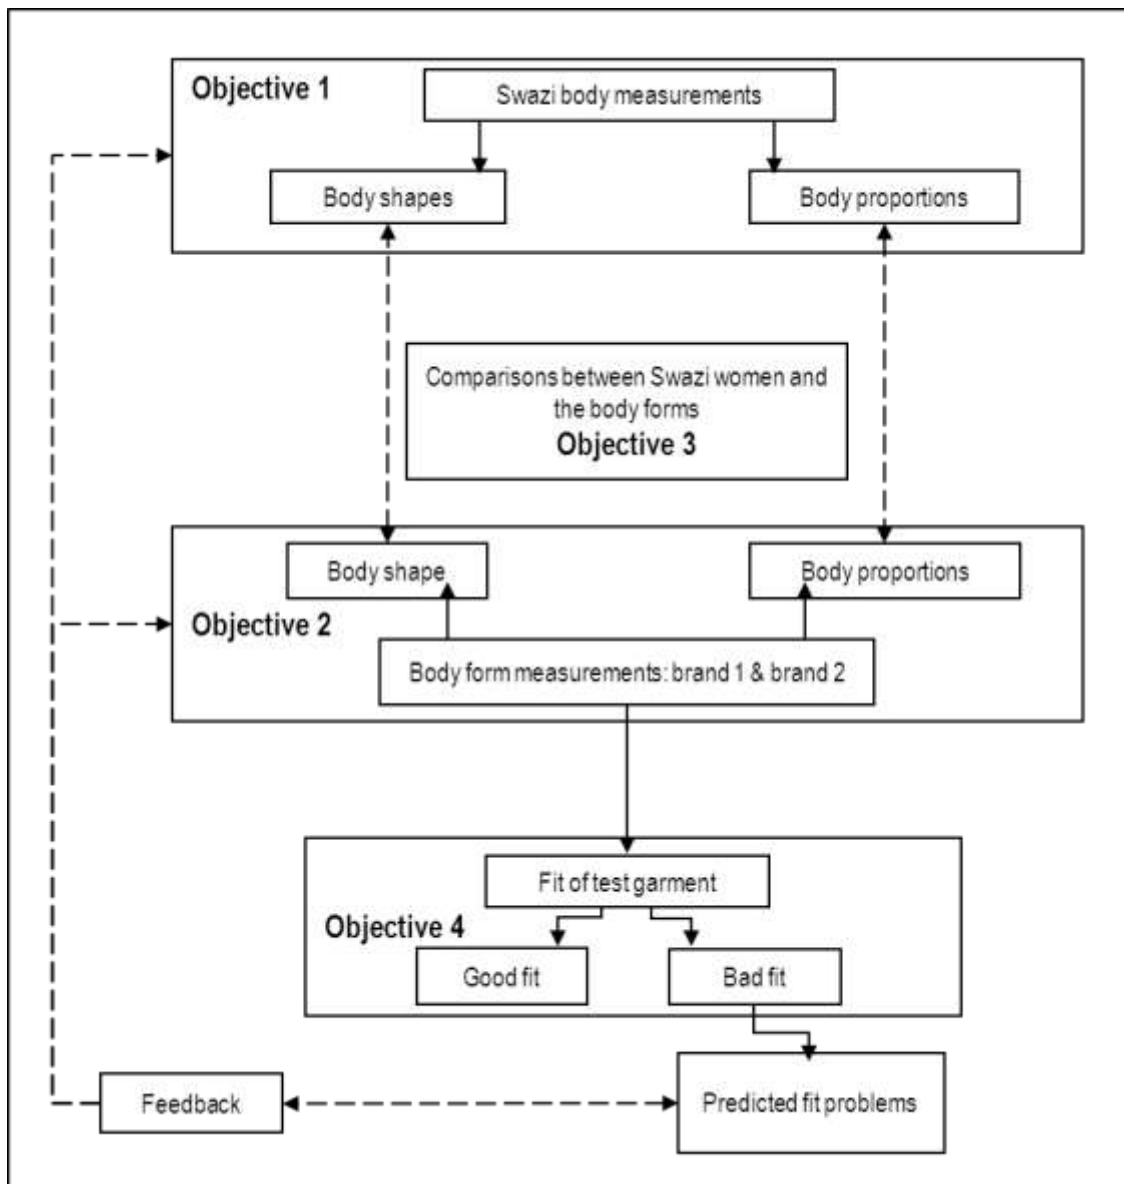 Objective 1
Swazi body measurements
Body shapes
Body proportions
Comparisons between Swazi women and
the body forms
Objective 3
Body shape
Body proportions
Objective 2
Body form measurements: brand 1 & brand 2
Fit of test garment
Objective 4
Good fit
Bad fit
Feedback
Predicted fit problems